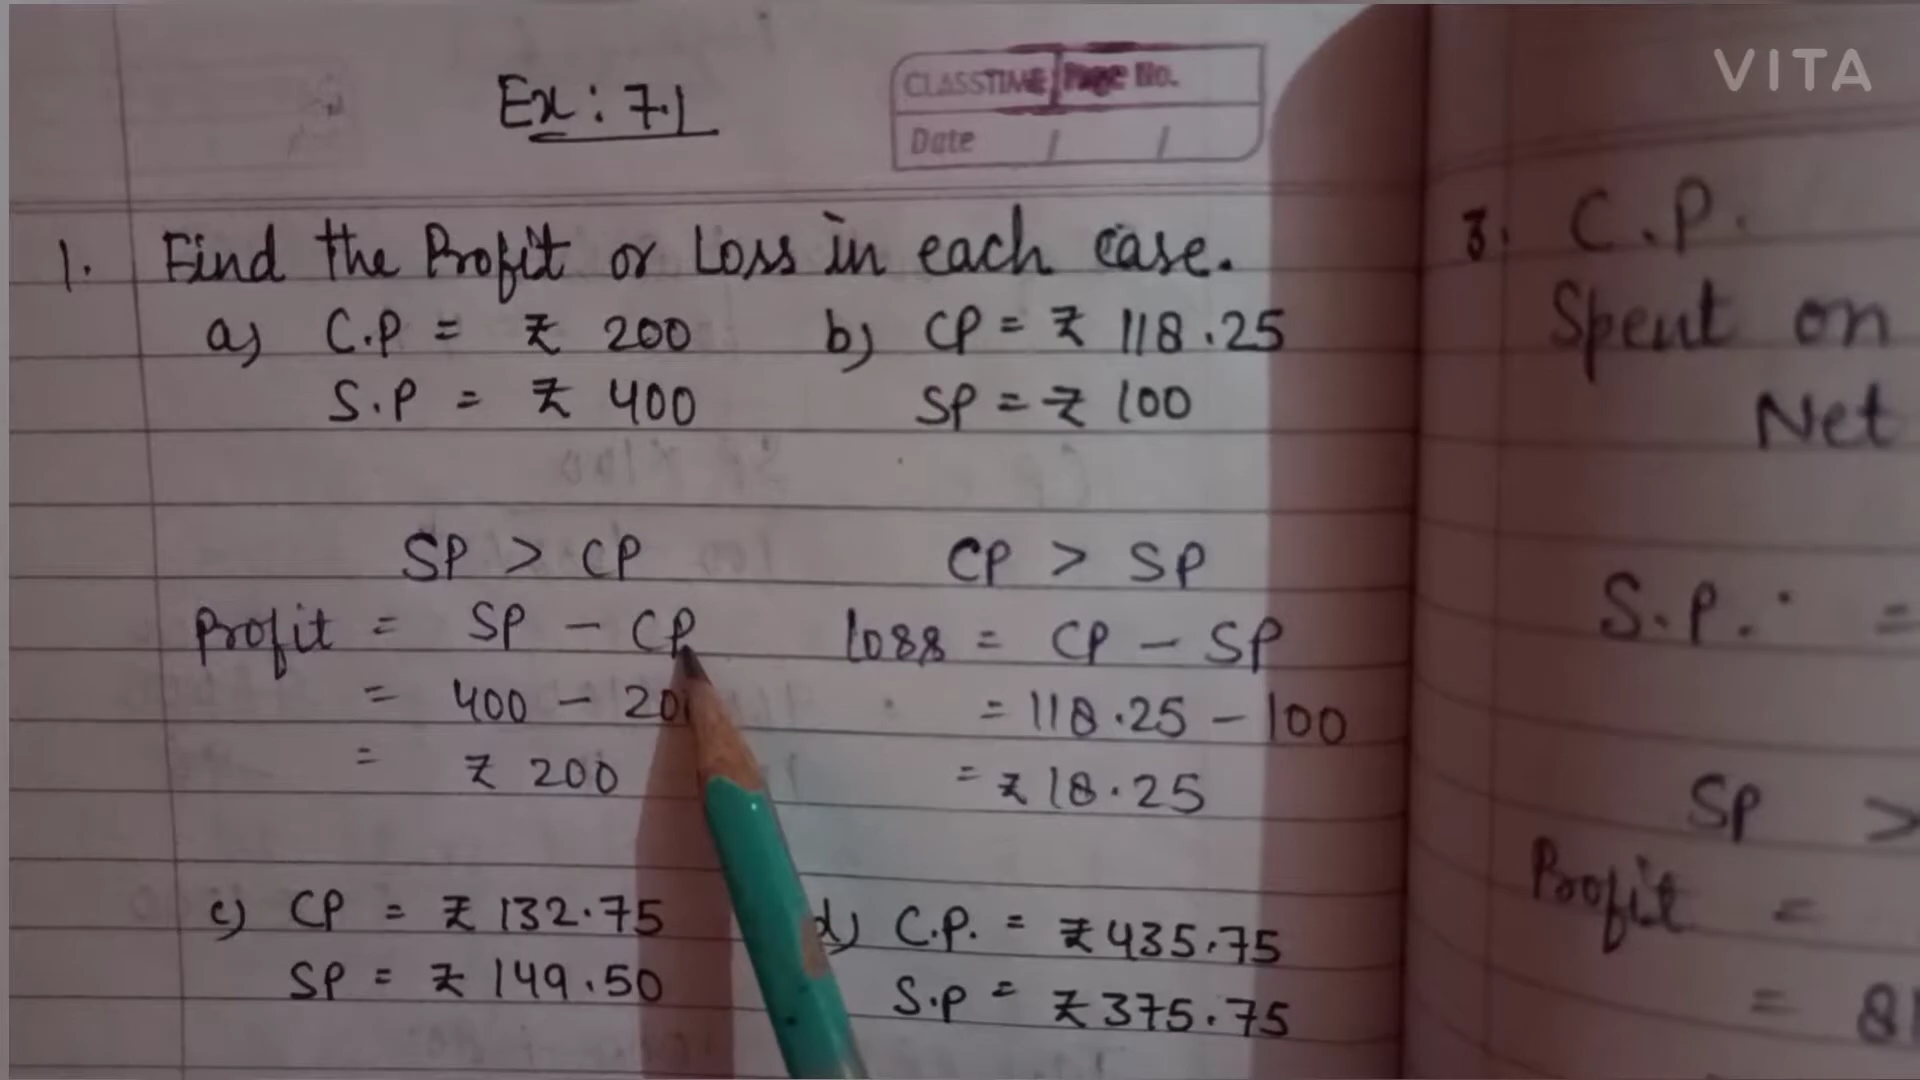 VITA
CLASSTIME Page No.
Date / /
Ex : 7.1
1. Find the Profit or Loss in each case.
a) C.P = ₹ 200
S.P = ₹ 400
SP > CP
Profit = SP - CP
= 400 - 20
= ₹ 200
b) CP = ₹ 118.25
SP = ₹ 100
CP > SP
loss = CP - SP
= 118.25 - 100
= ₹ 18.25
c) CP = ₹ 132.75
SP = ₹ 149.50
d) C.P. = ₹ 435.75
S.P = ₹ 375.75
3. C.P.
Spent on
Net
S.P. =
SP >
Profit =
= 81